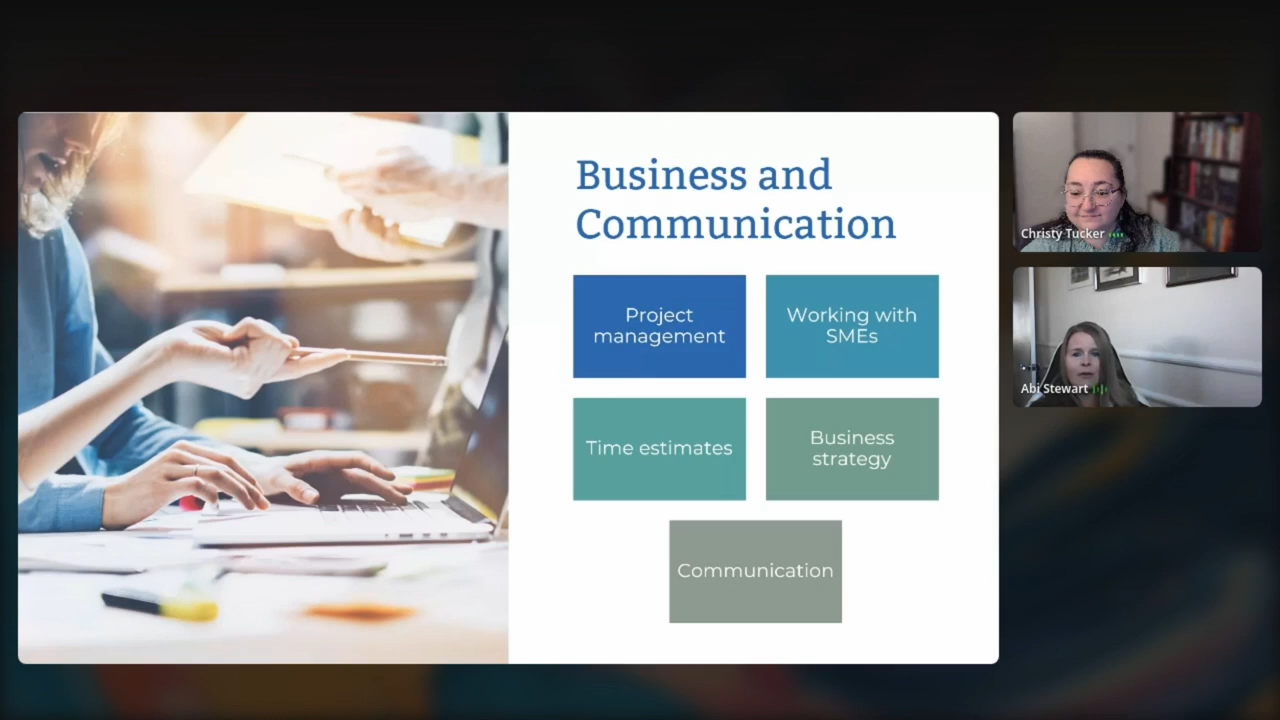 Business and
Communication
Project
management
Working with
SMEs
Time estimates
Business
strategy
Communication
Christy Tucker
Abi Stewart